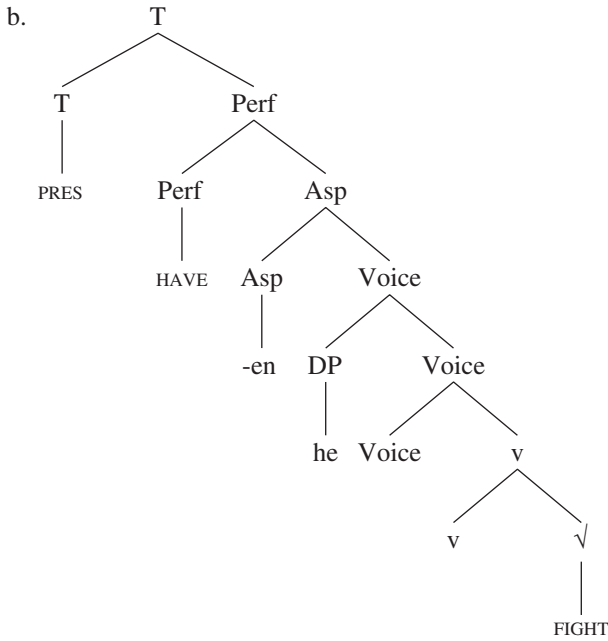 b. T
T Perf
PRES Perf Asp
HAVE Asp Voice
-en DP Voice
he Voice v
v √
FIGHT